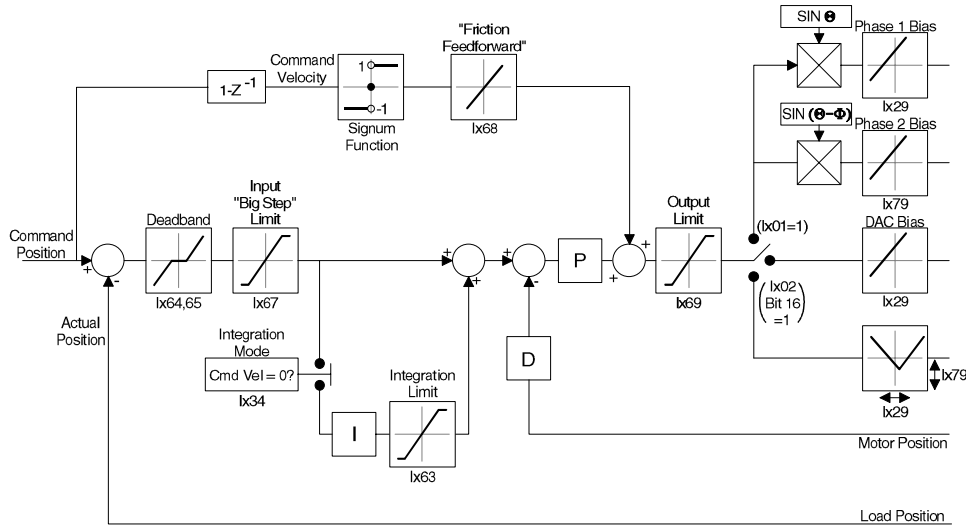 SIN Θ
"Friction
Feedforward"
Phase 1 Bias
Command
Velocity
1
1-Z-1
-1
Ix29
Signum
Function
Ix68
SIN (Θ-Φ)
Phase 2 Bias
Input
"Big Step"
Limit
Ix79
Deadband
Output
Limit
(Ix01=1)
DAC Bias
Command
Position
+
-
+
+
+
-
P
+
+
Ix64,65
Ix67
Ix69
Ix02
Bit 16
=1
Ix29
Actual
Position
Integration
Mode
Cmd Vel = 0?
Ix34
Integration
Limit
D
I
Ix63
Ix79
Ix29
Motor Position
Load Position